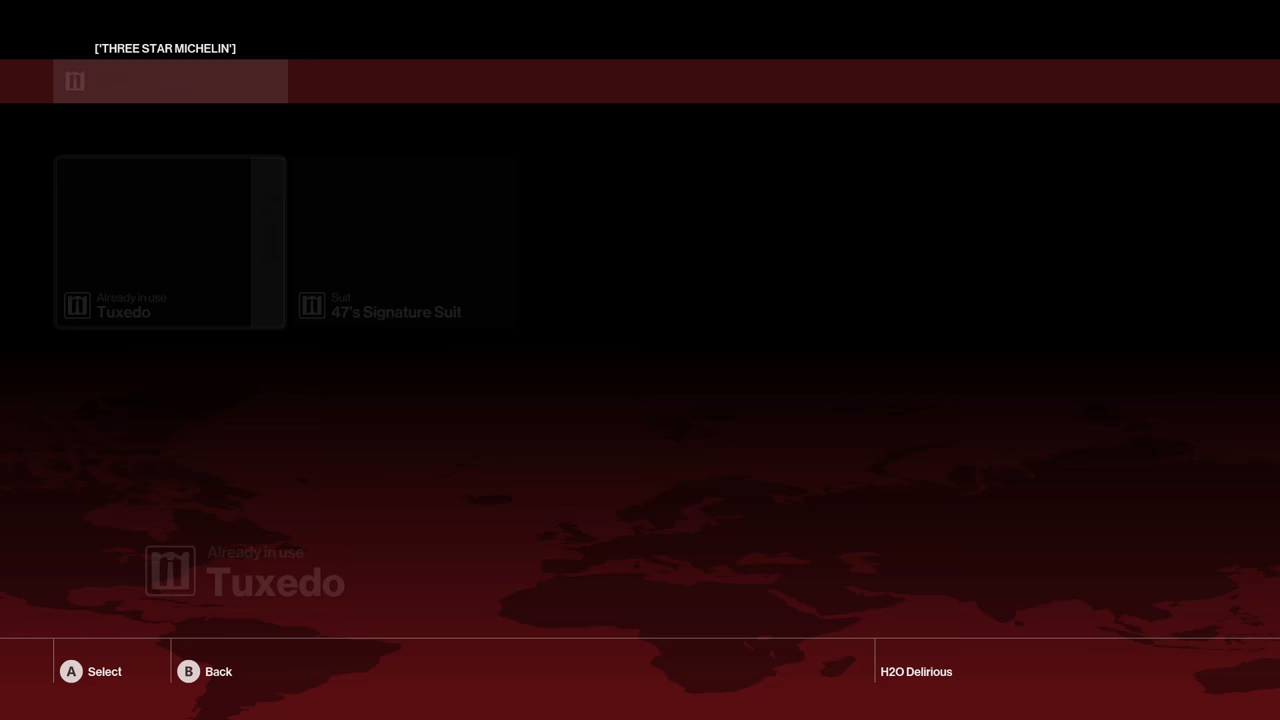 ['THREE STAR MICHELIN']
Already in use
Tuxedo
Suit
47's Signature Suit
Already in use
Tuxedo
A Select
B Back
H2O Delirious